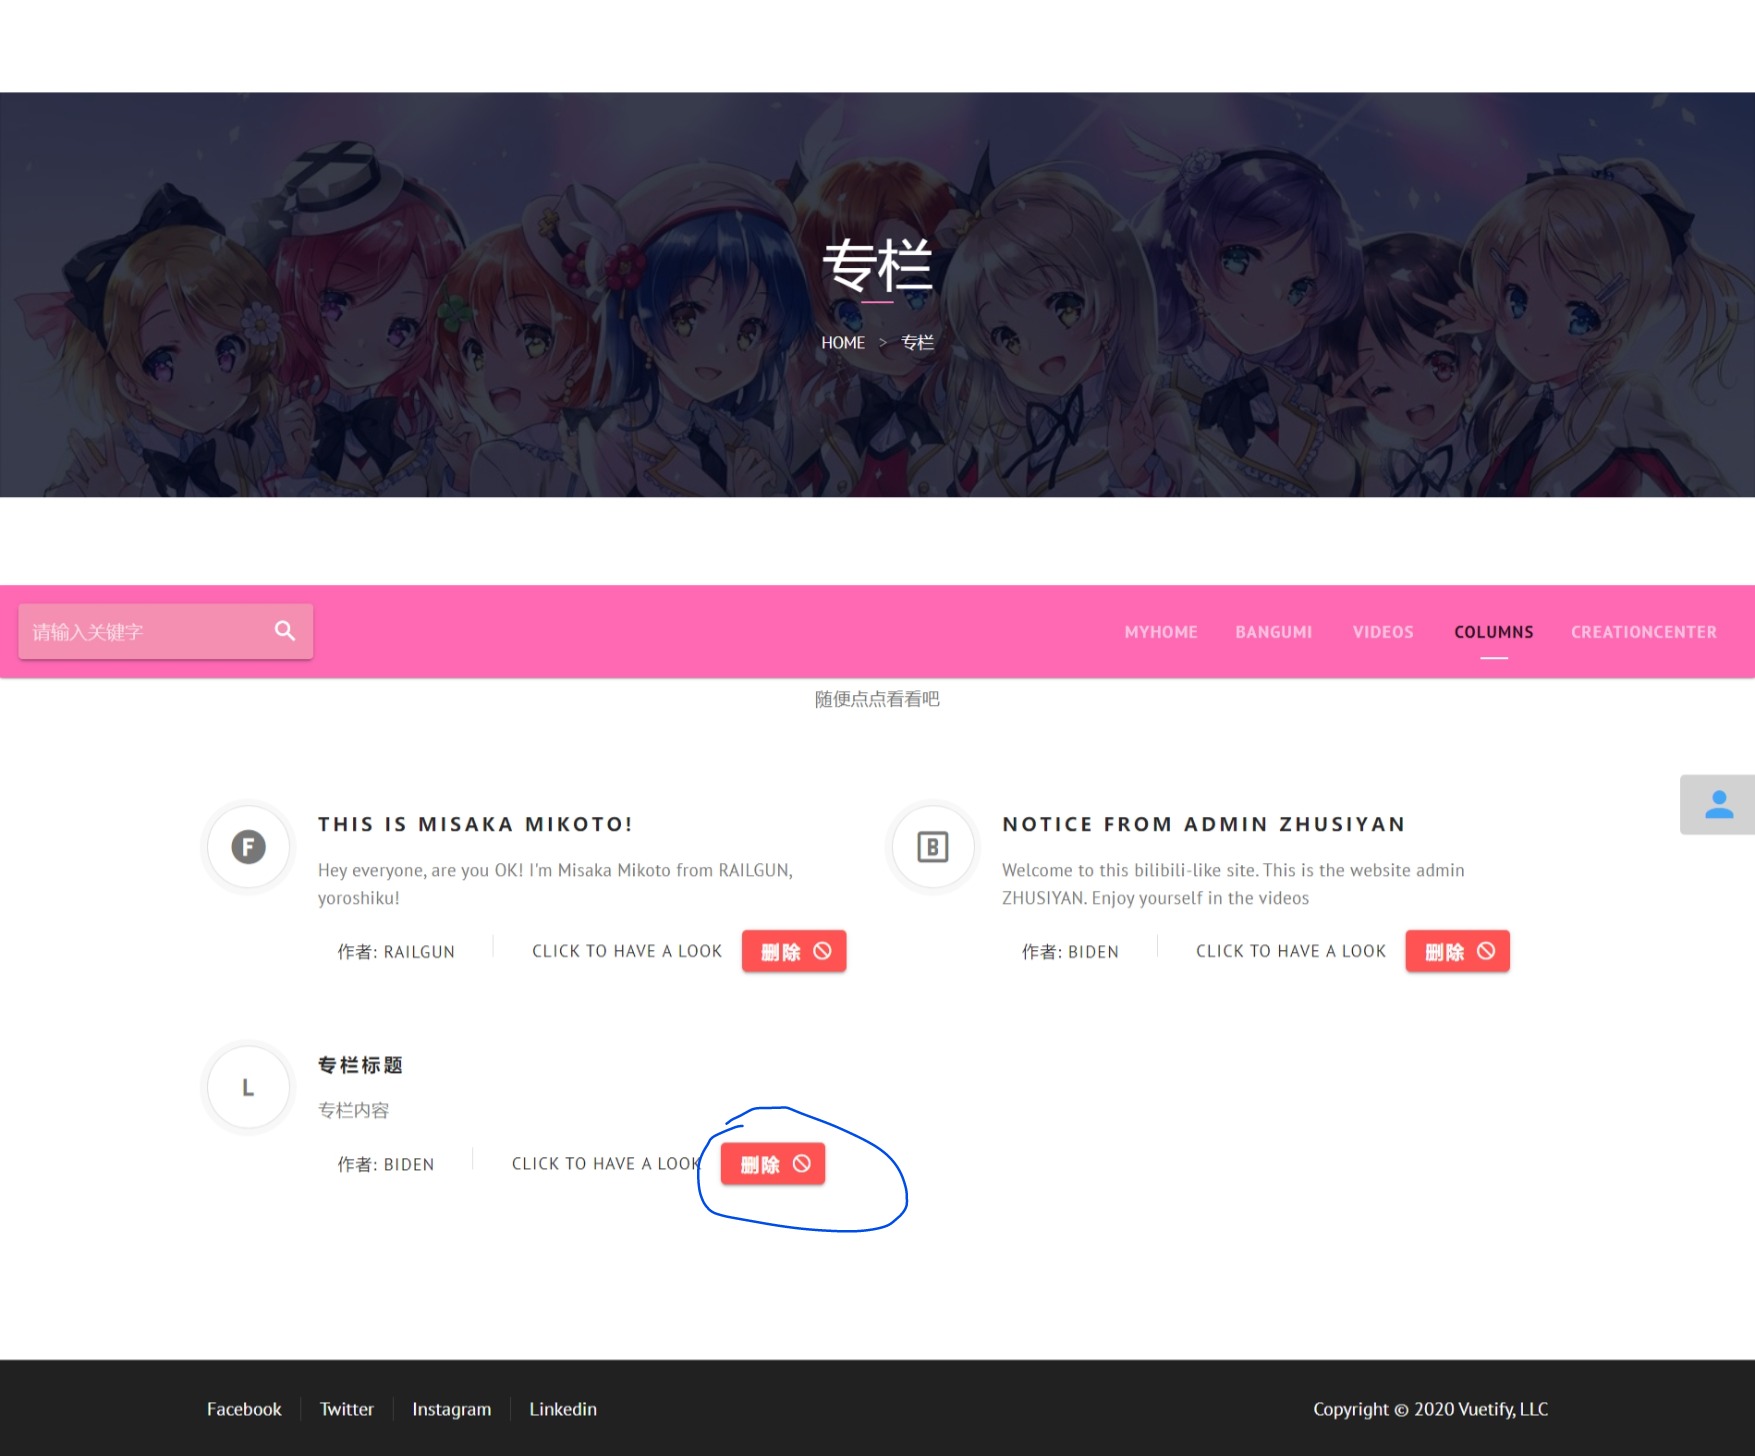 专栏
HOME > 专栏
请输入关键字
MYHOME BANGUMI VIDEOS COLUMNS CREATIONCENTER
随便点点看看吧
F
THIS IS MISAKA MIKOTO!
Hey everyone, are you OK! I'm Misaka Mikoto from RAILGUN,
yoroshiku!
作者: RAILGUN CLICK TO HAVE A LOOK 删除
B
NOTICE FROM ADMIN ZHUSIYAN
Welcome to this bilibili-like site. This is the website admin
ZHUSIYAN. Enjoy yourself in the videos
作者: BIDEN CLICK TO HAVE A LOOK 删除
L
专栏标题
专栏内容
作者: BIDEN CLICK TO HAVE A LOOK 删除
Facebook Twitter Instagram Linkedin Copyright © 2020 Vuetify, LLC